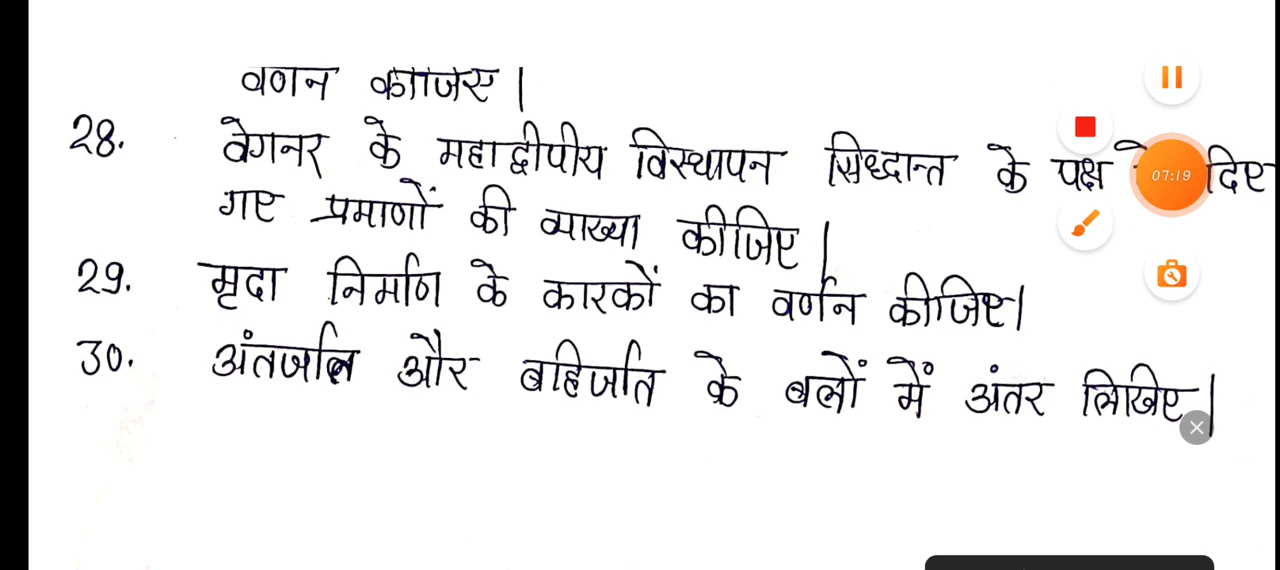 वर्णन कीजिए।
28. वेगनर के महाद्वीपीय विस्थापन सिध्दान्त के पक्ष दिए
गए प्रमाणों की व्याख्या कीजिए।
29. मृदा निर्माण के कारकों का वर्णन कीजिए।
30. अंतर्जात और बहिर्जात के बलों में अंतर लिखिए।
07:19